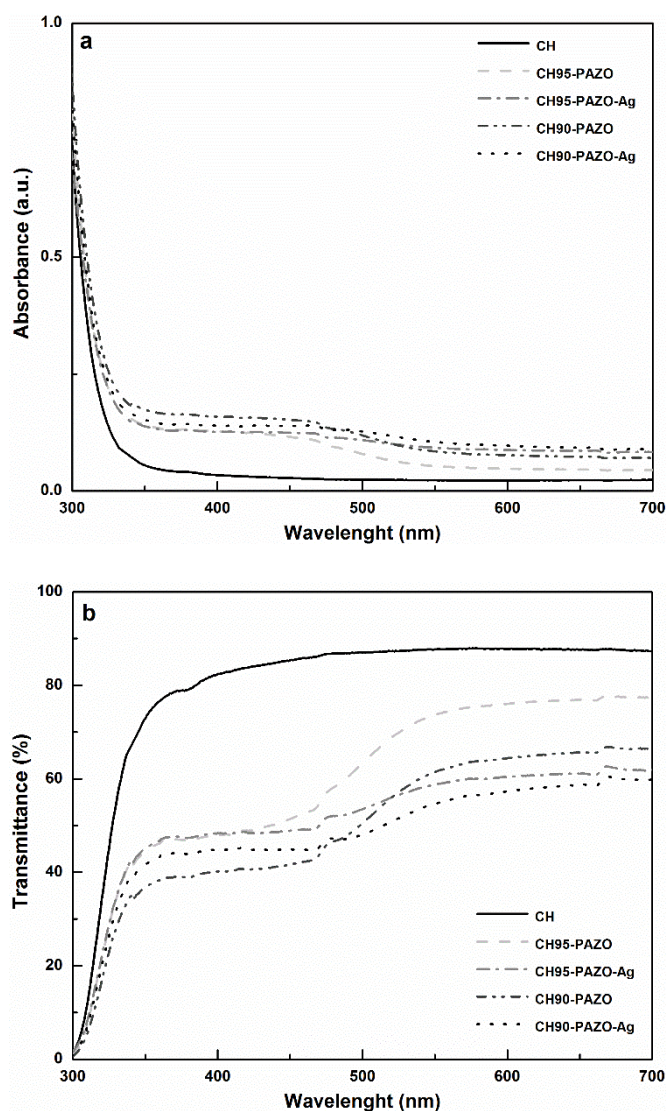 a
CH
CH95-PAZO
CH95-PAZO-Ag
CH90-PAZO
CH90-PAZO-Ag
Absorbance (a.u.)
1.0
0.5
0.0
300
400
500
600
700
Wavelenght (nm)
b
Transmittance (%)
100
80
60
40
20
0
CH
CH95-PAZO
CH95-PAZO-Ag
CH90-PAZO
CH90-PAZO-Ag
300
400
500
600
700
Wavelenght (nm)